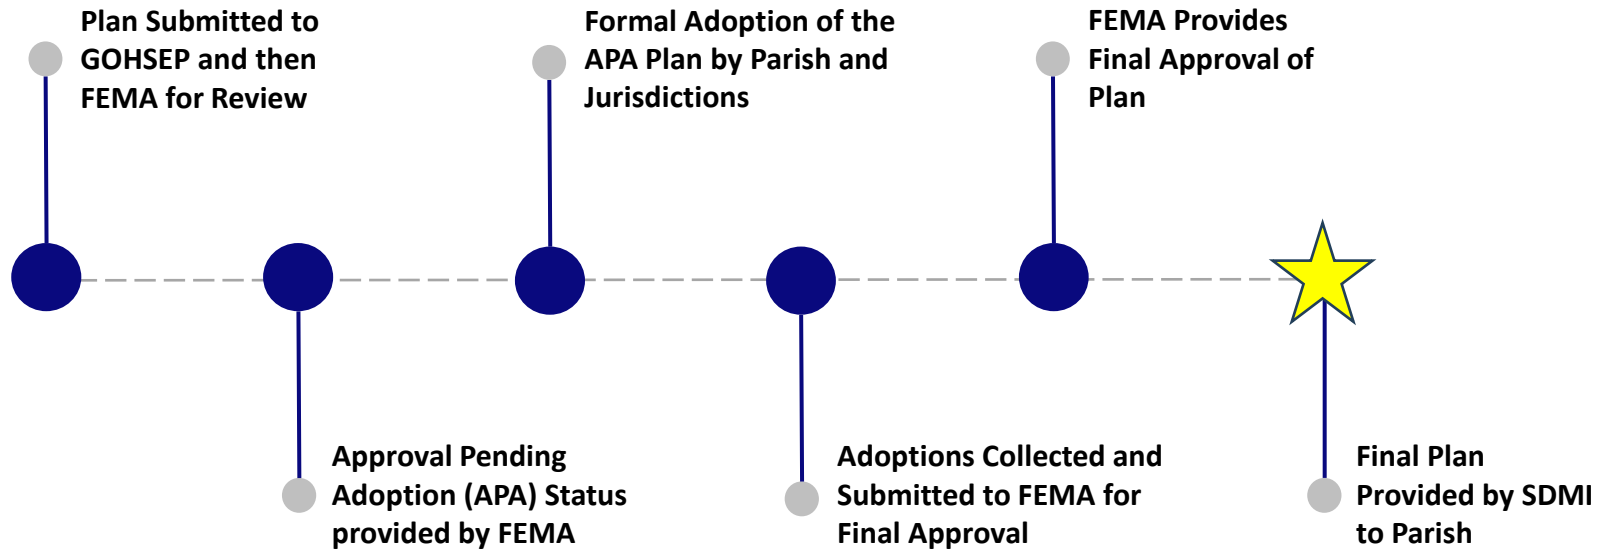 Plan Submitted to
GOHSEP and then
FEMA for Review
Formal Adoption of the
APA Plan by Parish and
Jurisdictions
FEMA Provides
Final Approval of
Plan
Approval Pending
Adoption (APA) Status
provided by FEMA
Adoptions Collected and
Submitted to FEMA for
Final Approval
Final Plan
Provided by SDMI
to Parish